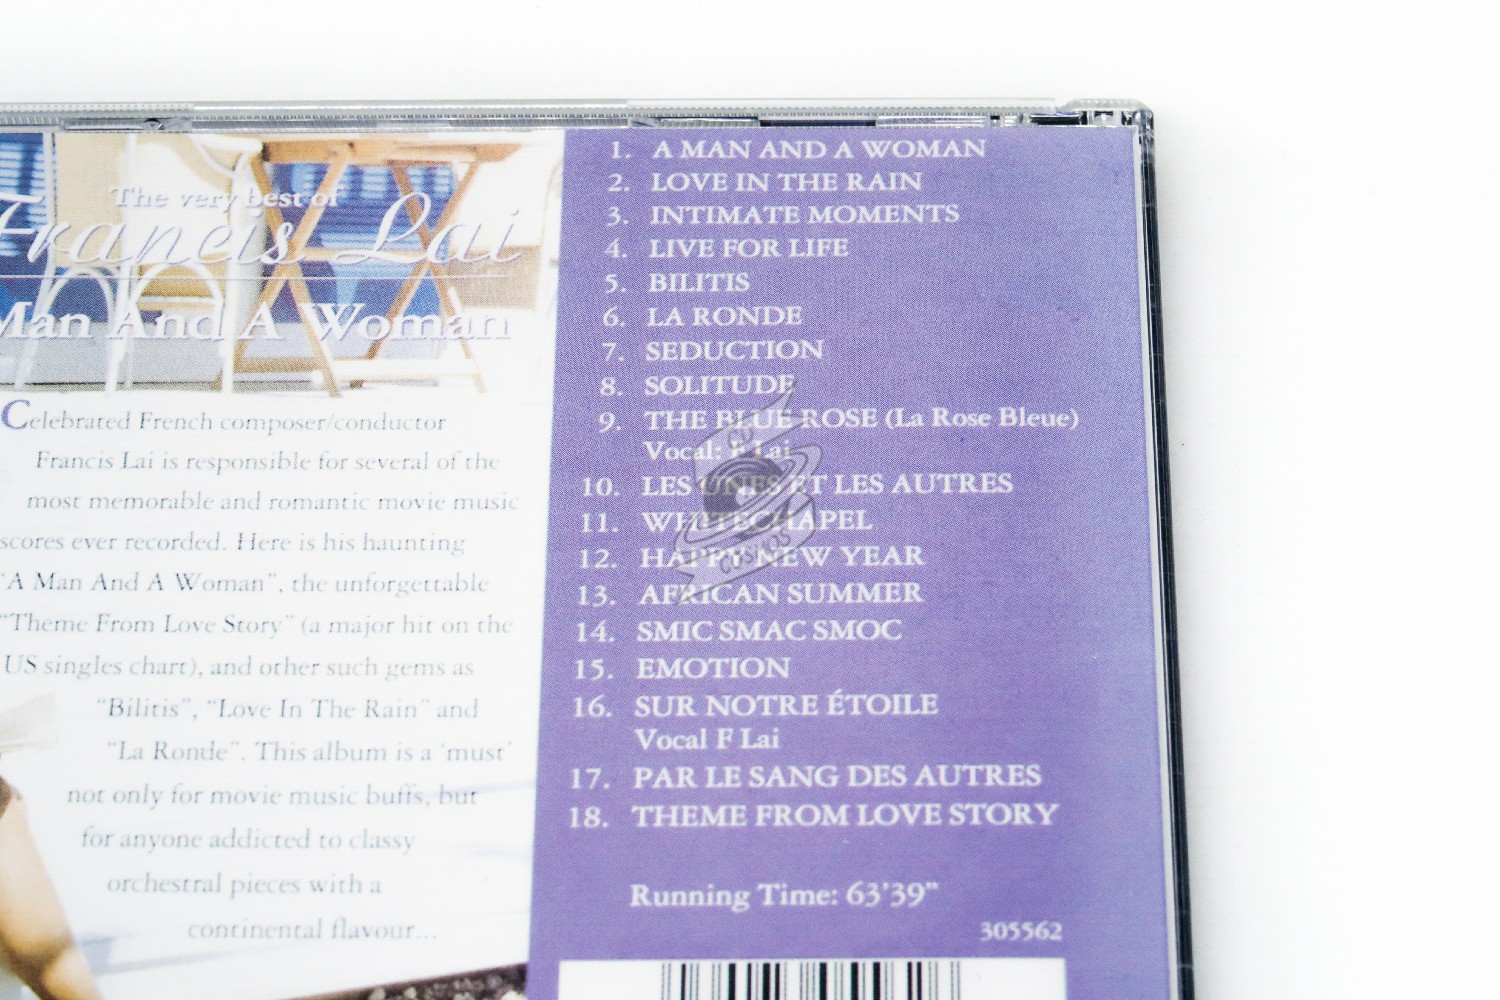 The very best of
Francis Lai
Man And A Woman
Celebrated French composer/conductor
Francis Lai is responsible for several of the
most memorable and romantic movie music
scores ever recorded. Here is his haunting
"A Man And A Woman", the unforgettable
"Theme From Love Story" (a major hit on the
US singles chart), and other such gems as
"Bilitis", "Love In The Rain" and
"La Ronde". This album is a 'must'
not only for movie music buffs, but
for anyone addicted to classy
orchestral pieces with a
continental flavour...
1. A MAN AND A WOMAN
2. LOVE IN THE RAIN
3. INTIMATE MOMENTS
4. LIVE FOR LIFE
5. BILITIS
6. LA RONDE
7. SEDUCTION
8. SOLITUDE
9. THE BLUE ROSE (La Rose Bleue)
Vocal: F Lai
10. LES UNES ET LES AUTRES
11. WHITECHAPEL
12. HAPPY NEW YEAR
13. AFRICAN SUMMER
14. SMIC SMAC SMOC
15. EMOTION
16. SUR NOTRE ÉTOILE
Vocal F Lai
17. PAR LE SANG DES AUTRES
18. THEME FROM LOVE STORY
Running Time: 63'39"
305562
COSMOS